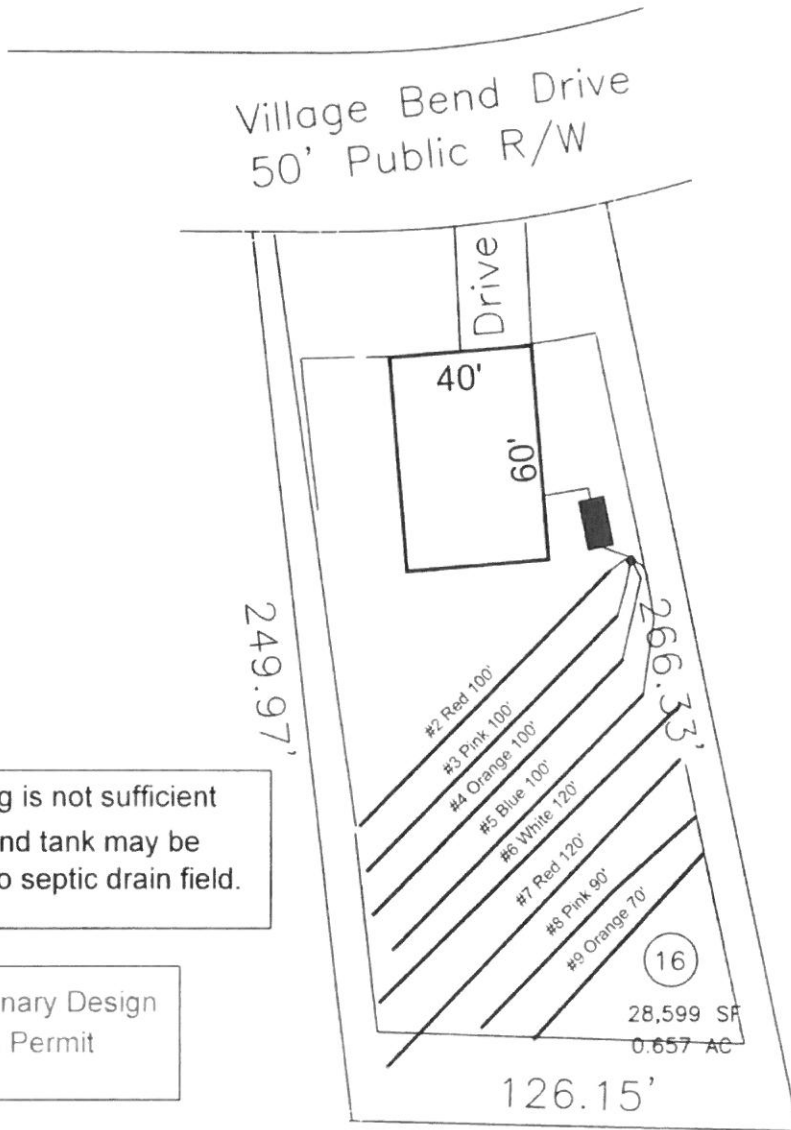 Village Bend Drive
50' Public R/W
Drive
40'
60'
249.97'
266.33'
#2 Red 100'
#3 Pink 100'
#4 Orange 100'
#5 Blue 100'
#6 White 120'
#7 Red 120'
#8 Pink 90'
#9 Orange 70'
g is not sufficient
nd tank may be
o septic drain field.
16
28,599 SF
0.657 AC
nary Design
Permit
126.15'